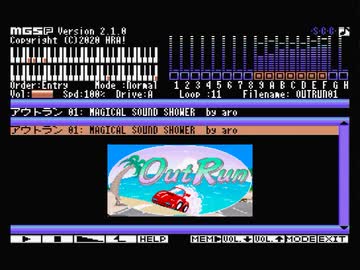 MGSP Version 2.1.0
Copyright (C)2020 HRA!
-S-C-C-
Order:Entry Mode :Normal
1 2 3 4 5 6 7 8 9 A B C D E F G H
Vol: Spd:100% Drive:A Loop :11 Filename: OUTRUN01
アウトラン 01: MAGICAL SOUND SHOWER by aro
アウトラン 01: MAGICAL SOUND SHOWER by aro
OutRun
HELP MEM▶ VOL.↓ VOL.↑ MODE EXIT